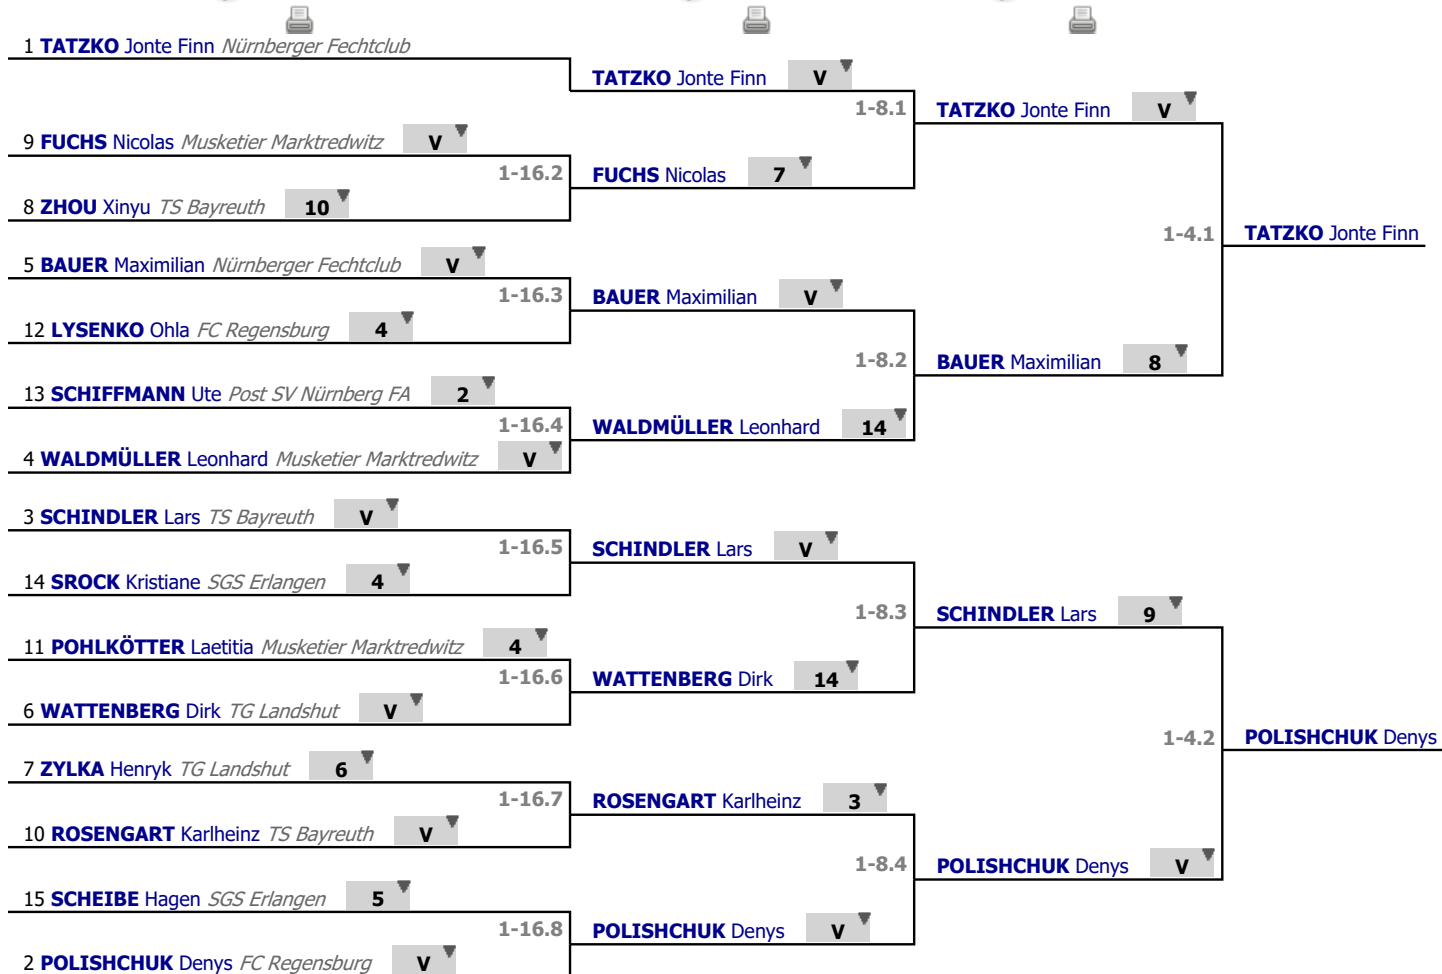 1 TATZKO Jonte Finn Nürnberger Fechtclub
TATZKO Jonte Finn V
1-8.1
TATZKO Jonte Finn V
9 FUCHS Nicolas Musketier Marktredwitz V
1-16.2
FUCHS Nicolas 7
8 ZHOU Xinyu TS Bayreuth 10
1-4.1
TATZKO Jonte Finn
5 BAUER Maximilian Nürnberger Fechtclub V
1-16.3
BAUER Maximilian V
12 LYSENKO Ohla FC Regensburg 4
1-8.2
BAUER Maximilian 8
13 SCHIFFMANN Ute Post SV Nürnberg FA 2
1-16.4
WALDMÜLLER Leonhard 14
4 WALDMÜLLER Leonhard Musketier Marktredwitz V
3 SCHINDLER Lars TS Bayreuth V
1-16.5
SCHINDLER Lars V
14 SROCK Kristiane SGS Erlangen 4
1-8.3
SCHINDLER Lars 9
11 POHLKÖTTER Laetitia Musketier Marktredwitz 4
1-16.6
WATTENBERG Dirk 14
6 WATTENBERG Dirk TG Landshut V
1-4.2
POLISHCHUK Denys
7 ZYLKA Henryk TG Landshut 6
1-16.7
ROSENGART Karlheinz 3
10 ROSENGART Karlheinz TS Bayreuth V
1-8.4
POLISHCHUK Denys V
15 SCHEIBE Hagen SGS Erlangen 5
1-16.8
POLISHCHUK Denys V
2 POLISHCHUK Denys FC Regensburg V